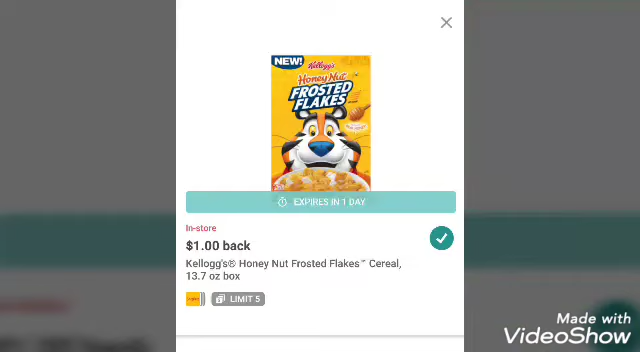 NEW!
Kellogg's
Honey Nut
FROSTED
FLAKES
EXPIRES IN 1 DAY
In-store
$1.00 back
Kellogg's® Honey Nut Frosted Flakes™ Cereal,
13.7 oz box
LIMIT 5
Made with
VideoShow